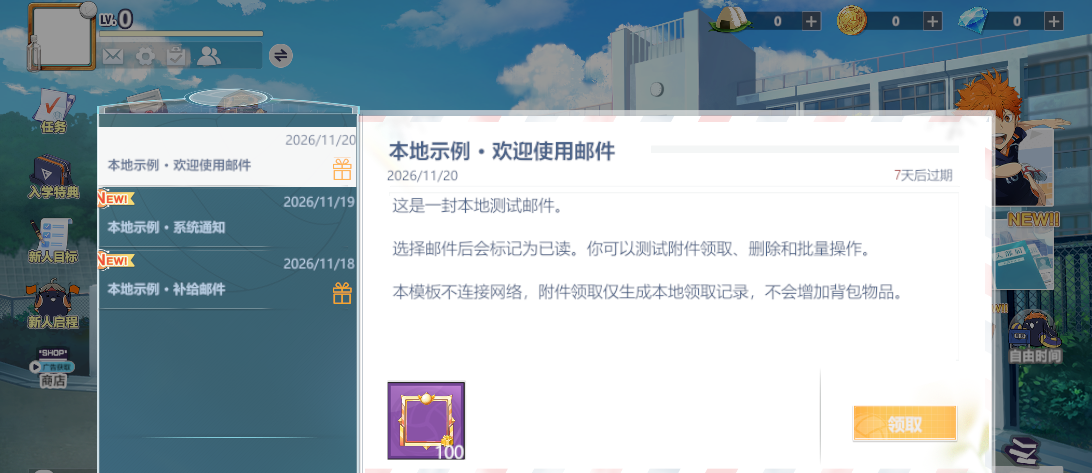 LV.0
0
0
0
任务
入学特典
新人目标
新人启程
"SHOP"
广告获取
商店
2026/11/20
本地示例·欢迎使用邮件
NEW!
2026/11/19
本地示例·系统通知
NEW!
2026/11/18
本地示例·补给邮件
本地示例·欢迎使用邮件
2026/11/20
7天后过期
这是一封本地测试邮件。
选择邮件后会标记为已读。你可以测试附件领取、删除和批量操作。
本模板不连接网络，附件领取仅生成本地领取记录，不会增加背包物品。
100
领取
NEW!!
自由时间